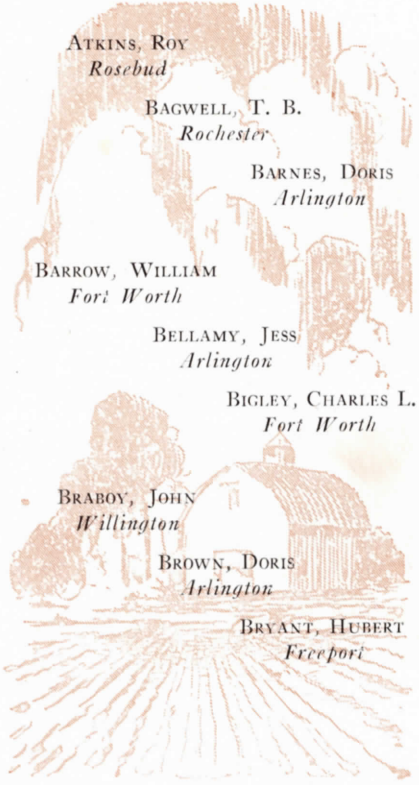 ATKINS, ROY
Rosebud
BAGWELL, T. B.
Rochester
BARNES, DORIS
Arlington
BARROW, WILLIAM
Fort Worth
BELLAMY, JESS
Arlington
BIGLEY, CHARLES L.
Fort Worth
BRABOY, JOHN
Willington
BROWN, DORIS
Arlington
BRYANT, HUBERT
Freeport